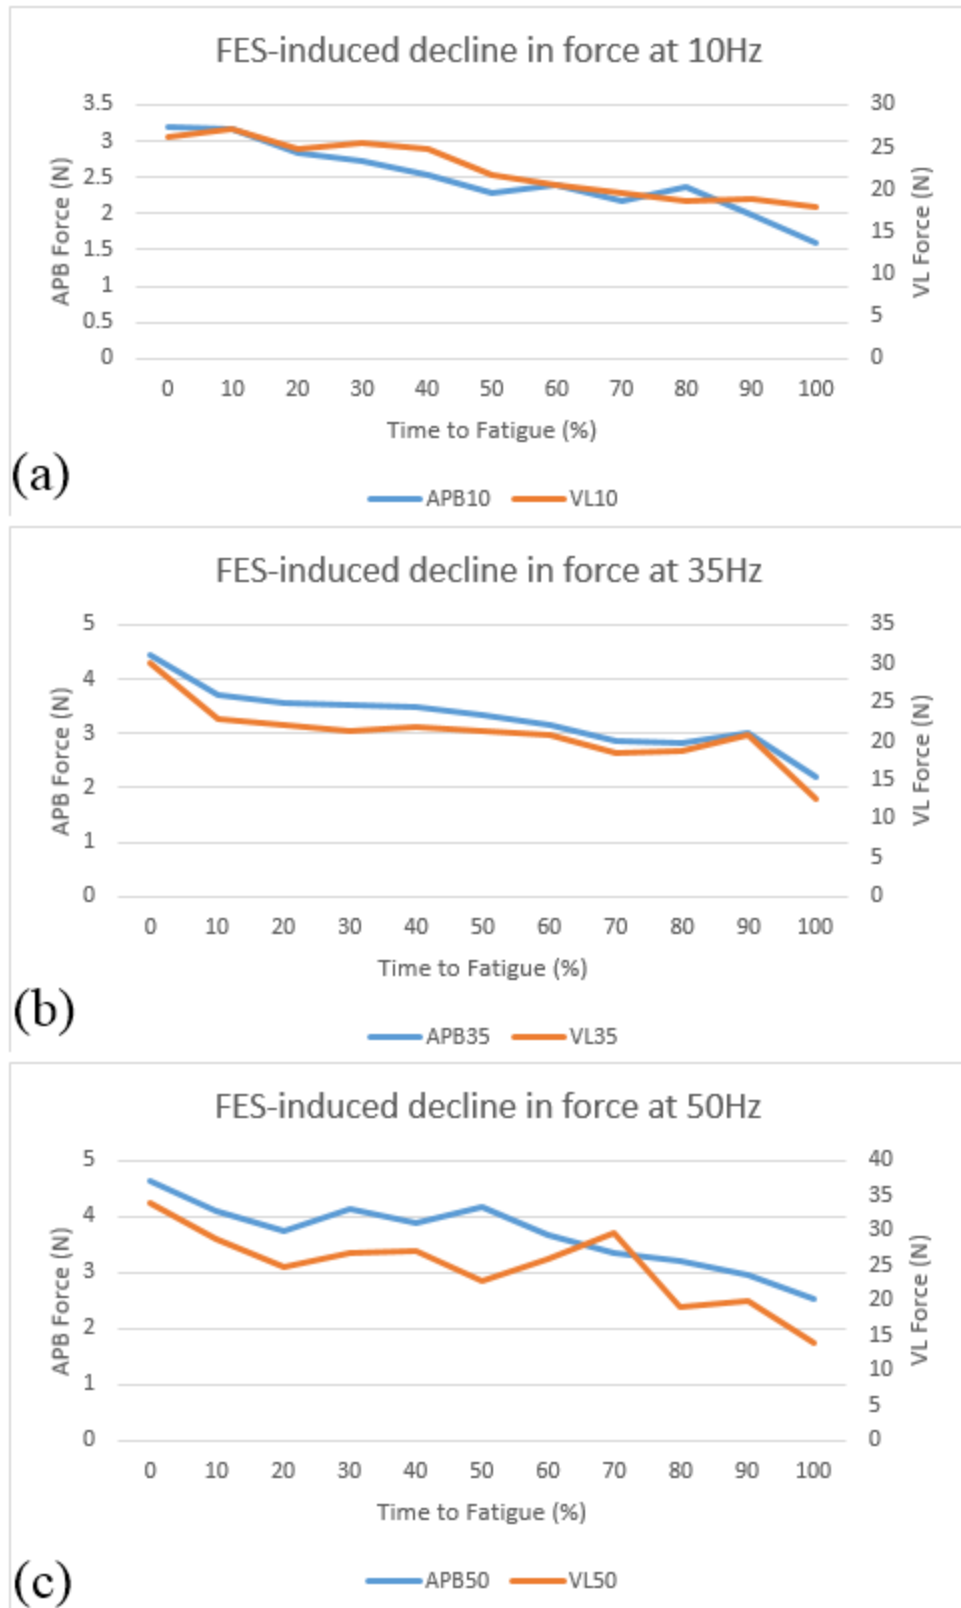 FES-induced decline in force at 10Hz
3.5
3
2.5
2
1.5
1
0.5
0
APB Force (N)
30
25
20
15
10
5
0
VL Force (N)
0 10 20 30 40 50 60 70 80 90 100
Time to Fatigue (%)
(a)
APB10 VL10
FES-induced decline in force at 35Hz
5
4
3
2
1
0
APB Force (N)
35
30
25
20
15
10
5
0
VL Force (N)
0 10 20 30 40 50 60 70 80 90 100
Time to Fatigue (%)
(b)
APB35 VL35
FES-induced decline in force at 50Hz
5
4
3
2
1
0
APB Force (N)
40
35
30
25
20
15
10
5
0
VL Force (N)
0 10 20 30 40 50 60 70 80 90 100
Time to Fatigue (%)
(c)
APB50 VL50